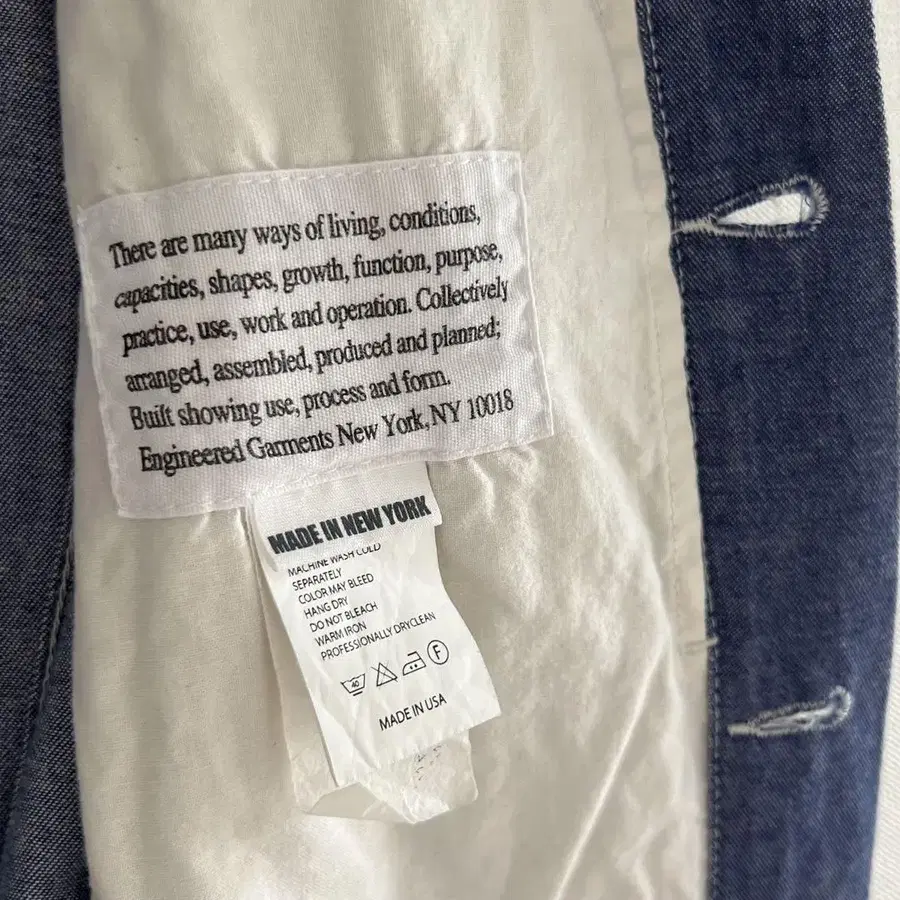 There are many ways of living, conditions,
capacities, shapes, growth, function, purpose,
practice, use, work and operation. Collectively
arranged, assembled, produced and planned;
Built showing use, process and form.
Engineered Garments New York, NY 10018
MADE IN NEW YORK
MACHINE WASH COLD
SEPARATELY
COLOR MAY BLEED
HANG DRY
DO NOT BLEACH
WARM IRON
PROFESSIONALLY DRYCLEAN
40 F
MADE IN USA